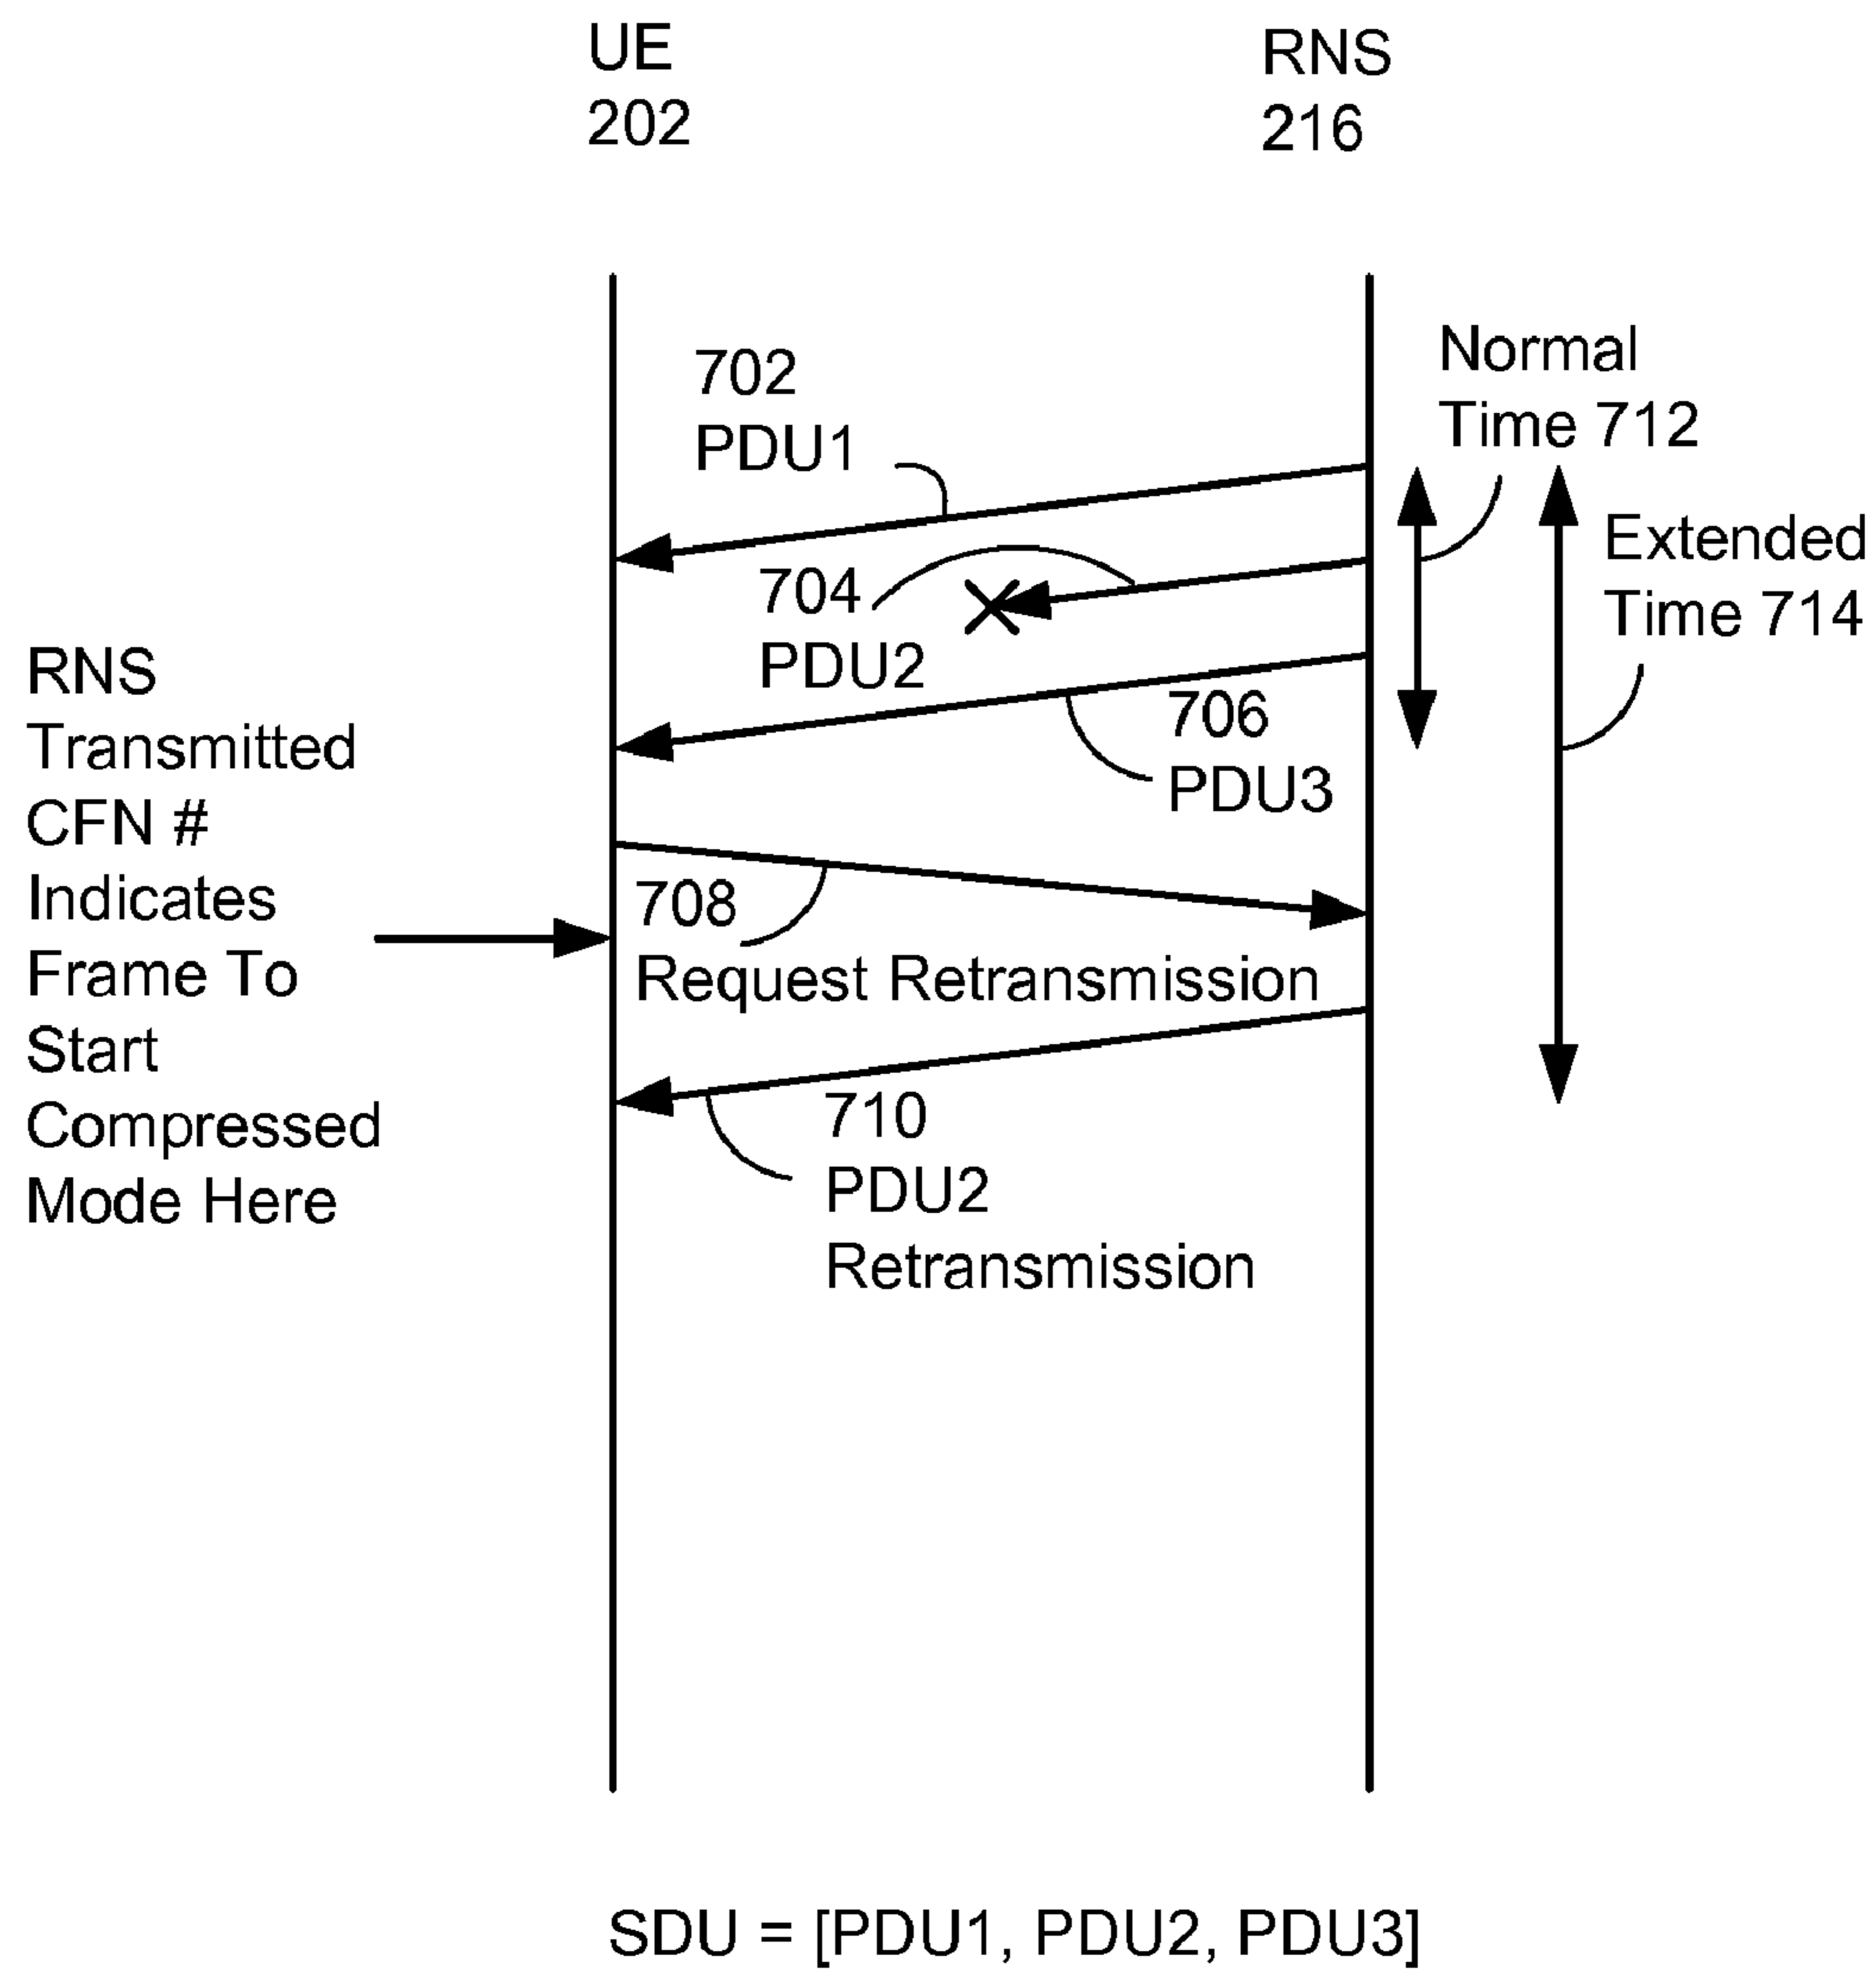 UE
202
RNS
216
702
PDU1
Normal
Time 712
Extended
Time 714
704
PDU2
706
PDU3
RNS
Transmitted
CFN #
Indicates
Frame To
Start
Compressed
Mode Here
708
Request Retransmission
710
PDU2
Retransmission
SDU = [PDU1, PDU2, PDU3]